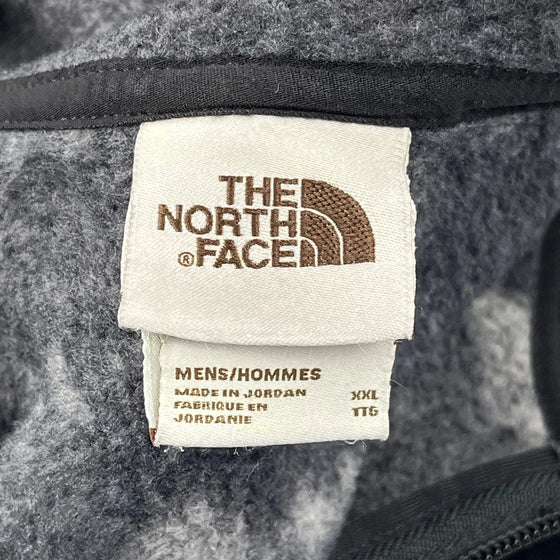 THE
NORTH
®FACE
MENS/HOMMES
MADE IN JORDAN XXL
FABRIQUE EN TTG
JORDANIE